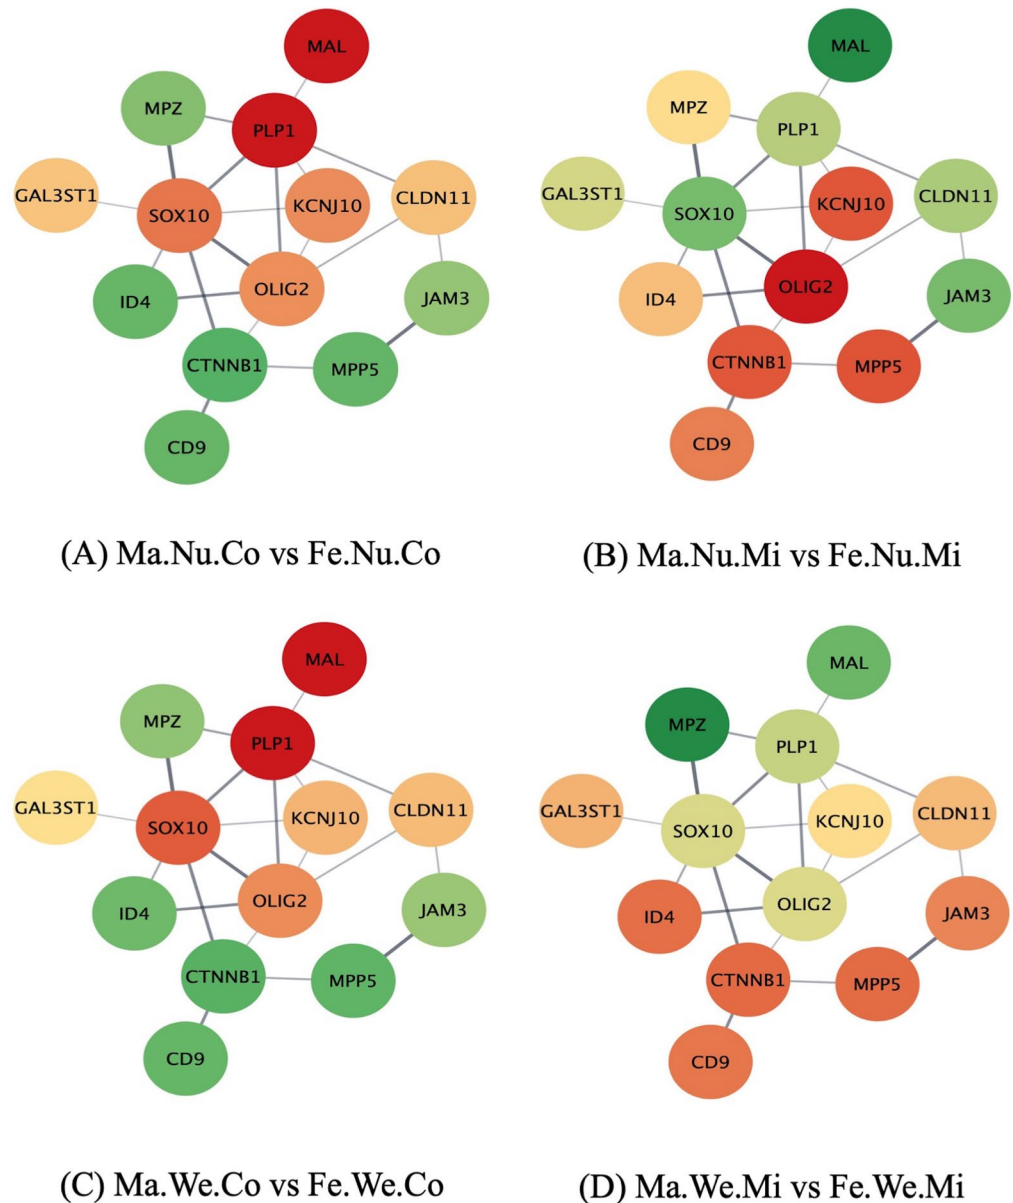 MAL
MPZ
PLP1
GAL3ST1
SOX10
KCNJ10
CLDN11
ID4
OLIG2
JAM3
CTNNB1
MPP5
CD9
(A) Ma.Nu.Co vs Fe.Nu.Co
MAL
MPZ
PLP1
GAL3ST1
SOX10
KCNJ10
CLDN11
ID4
OLIG2
JAM3
CTNNB1
MPP5
CD9
(B) Ma.Nu.Mi vs Fe.Nu.Mi
MAL
MPZ
PLP1
GAL3ST1
SOX10
KCNJ10
CLDN11
ID4
OLIG2
JAM3
CTNNB1
MPP5
CD9
(C) Ma.We.Co vs Fe.We.Co
MAL
MPZ
PLP1
GAL3ST1
SOX10
KCNJ10
CLDN11
ID4
OLIG2
JAM3
CTNNB1
MPP5
CD9
(D) Ma.We.Mi vs Fe.We.Mi